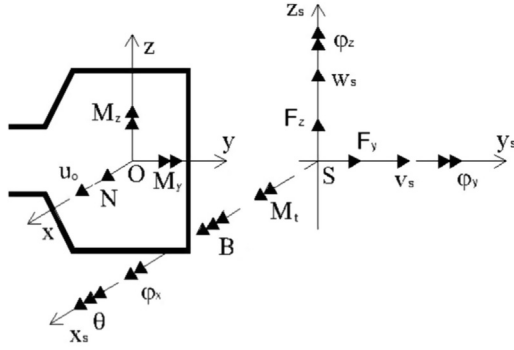 z
z_s
φ_z
w_s
M_z
F_z
F_y
y
y_s
u_o
N
O
M_y
S
v_s
φ_y
x
M_t
B
φ_x
θ
x_s